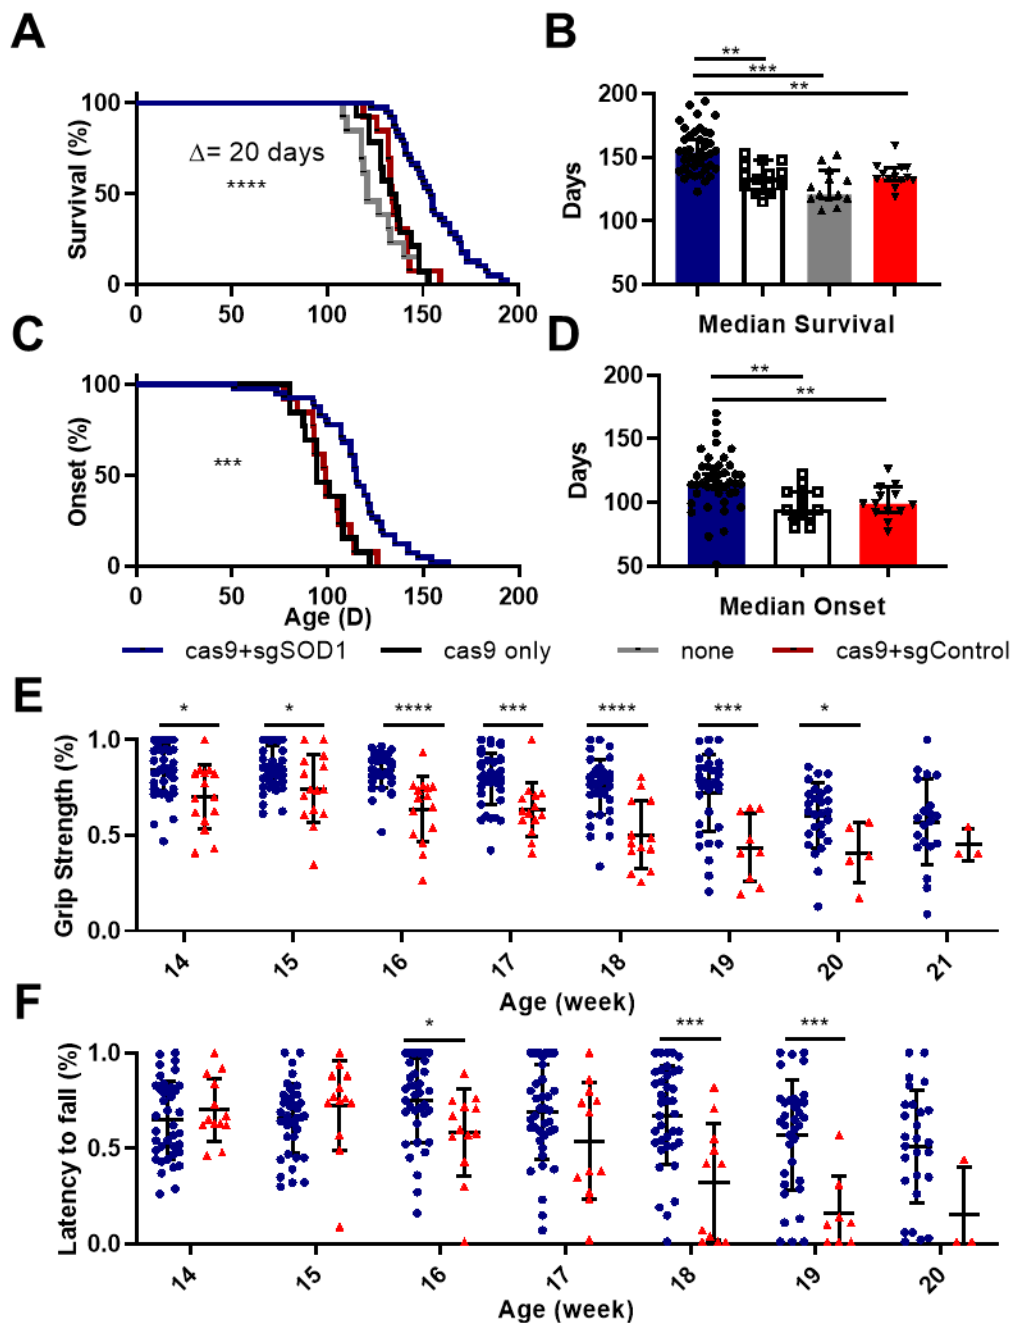 A
Survival (%)
100
50
0
Δ= 20 days
****
0 50 100 150 200
B
Days
200
150
100
50
**
***
**
Median Survival
C
Onset (%)
100
50
0
***
0 50 100 150 200
Age (D)
D
Days
200
150
100
50
**
**
Median Onset
cas9+sgSOD1 cas9 only none cas9+sgControl
E
Grip Strength (%)
1.0
0.5
0.0
* * **** *** **** *** *
14 15 16 17 18 19 20 21
Age (week)
F
Latency to fall (%)
1.0
0.5
0.0
* *** ***
14 15 16 17 18 19 20
Age (week)